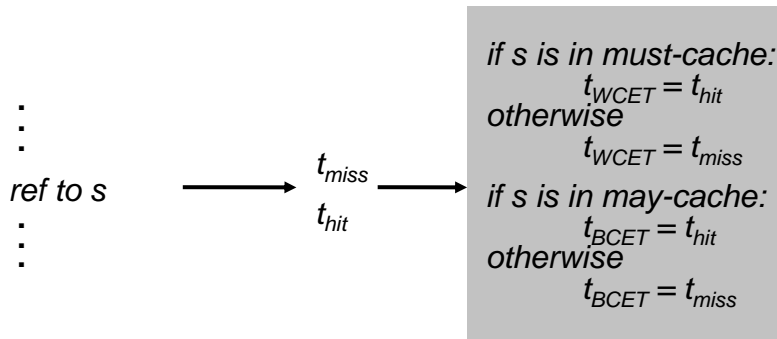 .
.
.
ref to s
.
.
.
t_miss
t_hit
if s is in must-cache:
t_WCET = t_hit
otherwise
t_WCET = t_miss
if s is in may-cache:
t_BCET = t_hit
otherwise
t_BCET = t_miss